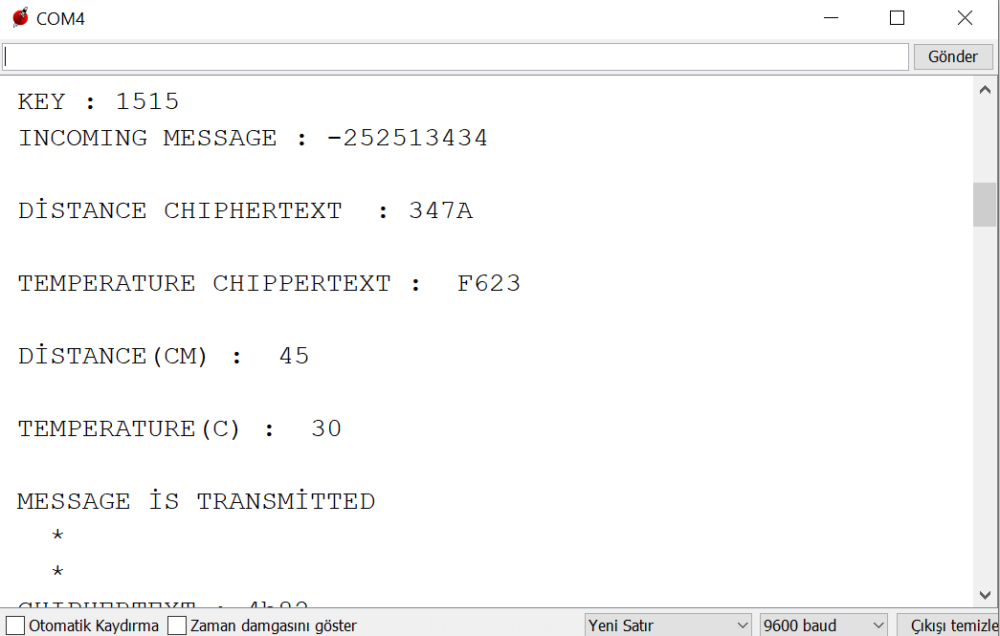 COM4
Gönder
KEY : 1515
INCOMING MESSAGE : -252513434
DİSTANCE CHIPHERTEXT : 347A
TEMPERATURE CHIPPERTEXT : F623
DİSTANCE(CM) : 45
TEMPERATURE(C) : 30
MESSAGE İS TRANSMİTTED
*
*
CHIPHERTEXT :
Otomatik Kaydırma Zaman damgasını göster Yeni Satır 9600 baud Çıkışı temizle